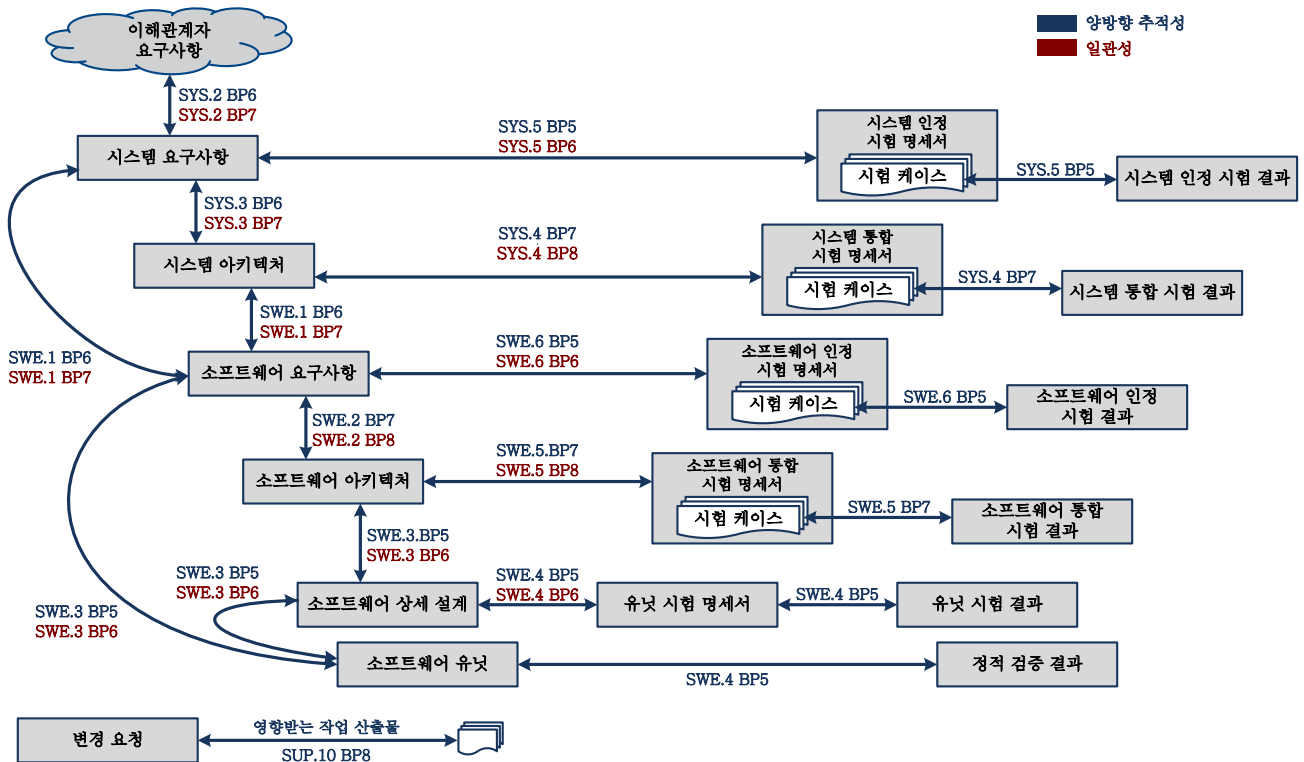 이해관계자
요구사항
양방향 추적성
일관성
SYS.2 BP6
SYS.2 BP7
시스템 요구사항
SYS.5 BP5
SYS.5 BP6
시스템 인정
시험 명세서
시험 케이스
SYS.5 BP5
시스템 인정 시험 결과
SYS.3 BP6
SYS.3 BP7
시스템 아키텍처
SYS.4 BP7
SYS.4 BP8
시스템 통합
시험 명세서
시험 케이스
SYS.4 BP7
시스템 통합 시험 결과
SWE.1 BP6
SWE.1 BP7
SWE.1 BP6
SWE.1 BP7
소프트웨어 요구사항
SWE.6 BP5
SWE.6 BP6
소프트웨어 인정
시험 명세서
시험 케이스
SWE.6 BP5
소프트웨어 인정
시험 결과
SWE.2 BP7
SWE.2 BP8
소프트웨어 아키텍처
SWE.5.BP7
SWE.5 BP8
소프트웨어 통합
시험 명세서
시험 케이스
SWE.5 BP7
소프트웨어 통합
시험 결과
SWE.3.BP5
SWE.3 BP6
SWE.3 BP5
SWE.3 BP6
소프트웨어 상세 설계
SWE.4 BP5
SWE.4 BP6
유닛 시험 명세서
SWE.4 BP5
유닛 시험 결과
SWE.3 BP5
SWE.3 BP6
소프트웨어 유닛
SWE.4 BP5
정적 검증 결과
변경 요청
영향받는 작업 산출물
SUP.10 BP8